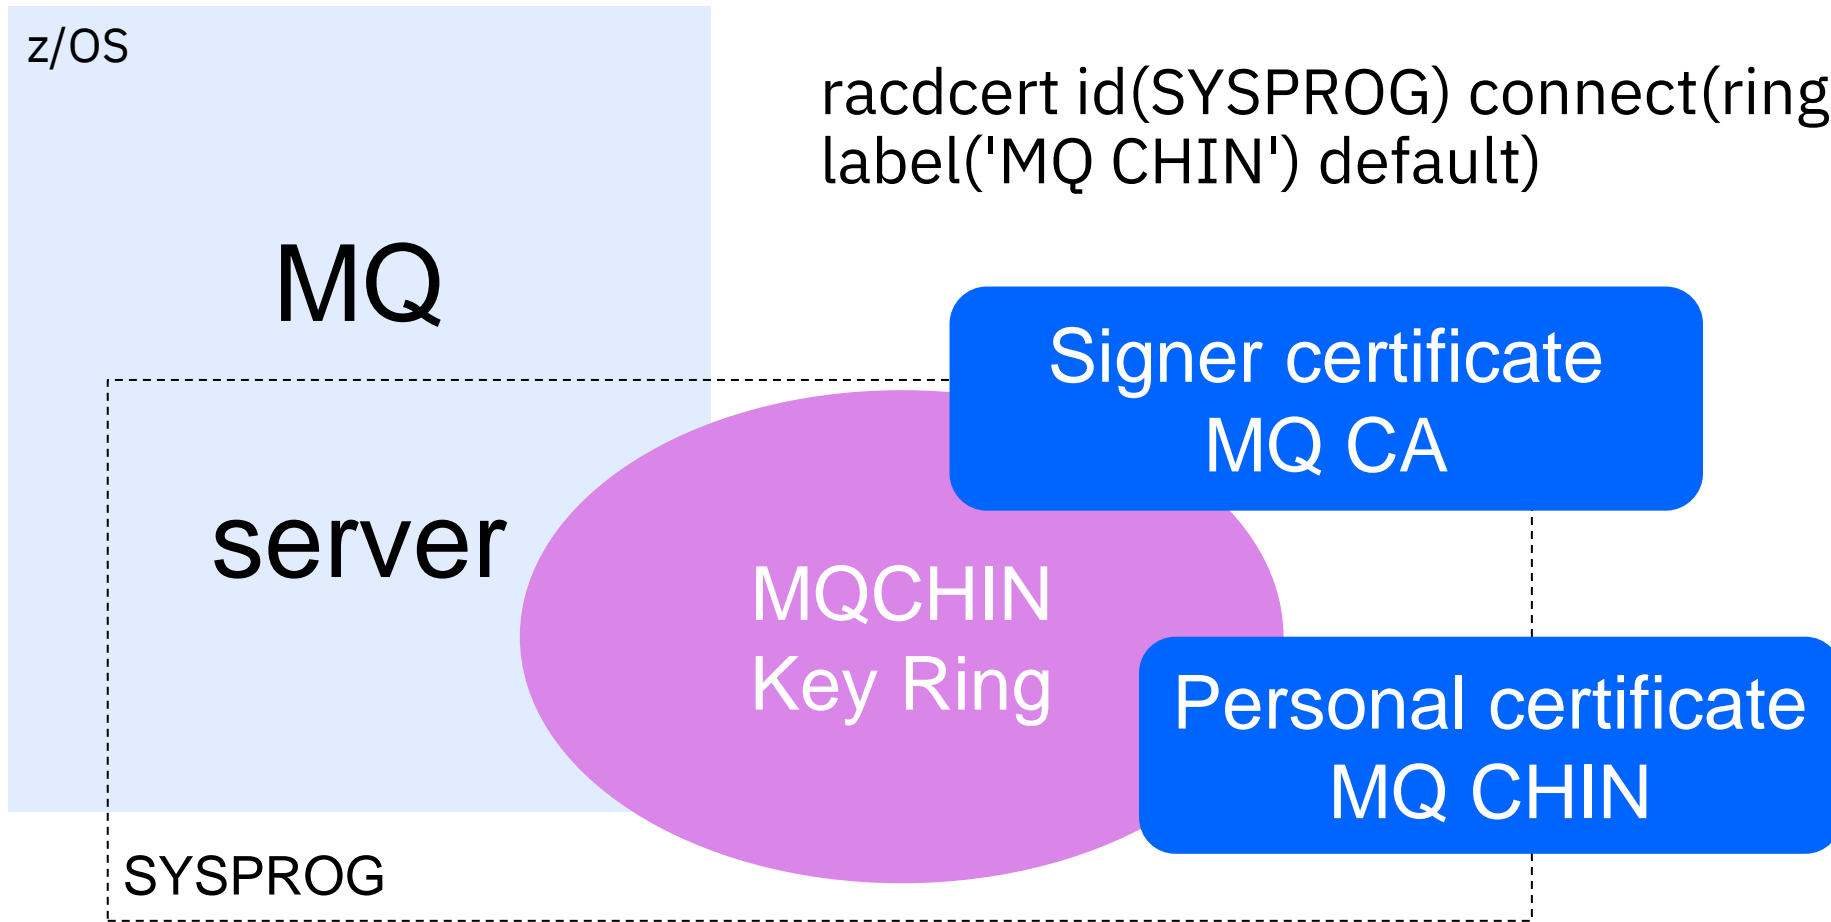 z/OS
racdcert id(SYSPROG) connect(ring
label('MQ CHIN') default)
MQ
server
Signer certificate
MQ CA
MQCHIN
Key Ring
Personal certificate
MQ CHIN
SYSPROG